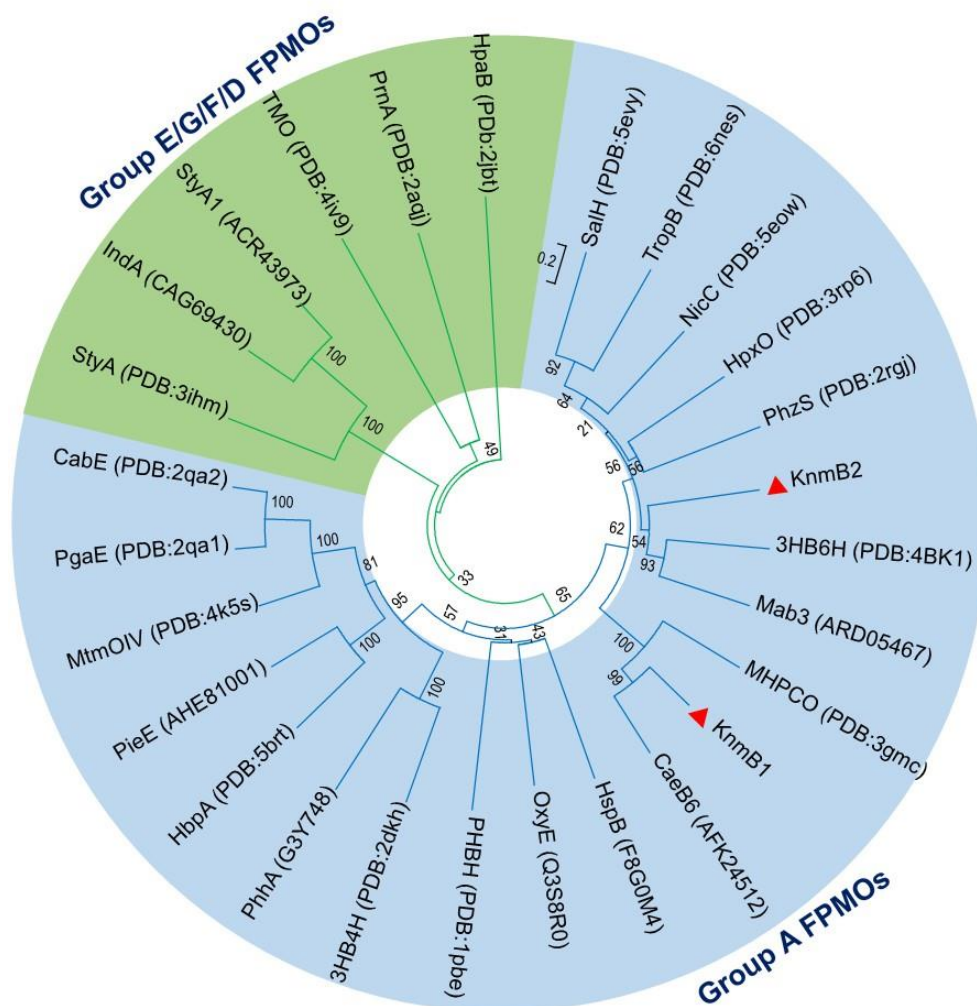 Group E/G/F/D FPMOs
HpaB (PDb:2jbt)
PrnA (PDB:2aqj)
TMO (PDB:4iv9)
StyA1 (ACR43973)
IndA (CAG69430)
StyA (PDB:3ihm)
CabE (PDB:2qa2)
PgaE (PDB:2qa1)
MtmOIV (PDB:4k5s)
PieE (AHE81001)
HbpA (PDB:5brt)
PhhA (G3Y748)
3HB4H (PDB:2dkh)
PHBH (PDB:1pbe)
OxyE (Q3S8R0)
HspB (F8G0M4)
CaeB6 (AFK24512)
KnmB1
MHPCO (PDB:3gmc)
Mab3 (ARD05467)
3HB6H (PDB:4BK1)
KnmB2
PhzS (PDB:2rgj)
HpxO (PDB:3rp6)
NicC (PDB:5eow)
TropB (PDB:6nes)
SalH (PDB:5evy)
0.2
92
64
21
56
56
62
54
93
100
99
65
43
31
57
95
100
81
100
100
100
33
49
100
100
Group A FPMOs